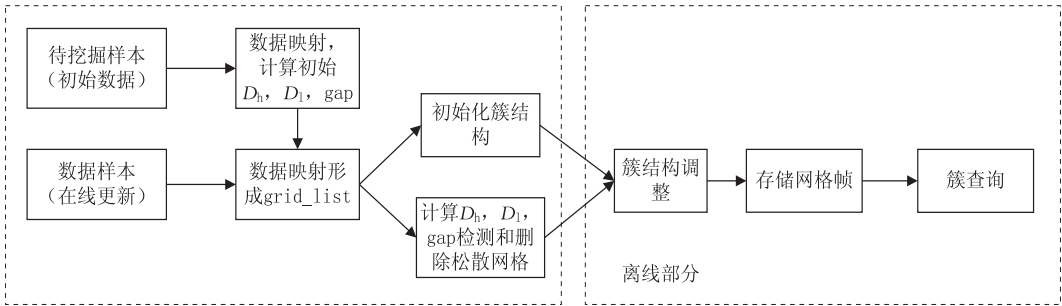 待挖掘样本
（初始数据）
数据映射，
计算初始
Dh，Dl，gap
数据样本
（在线更新）
数据映射形
成grid_list
初始化簇结
构
计算Dh，Dl，
gap检测和删
除松散网格
簇结构调
整
存储网格帧
簇查询
离线部分